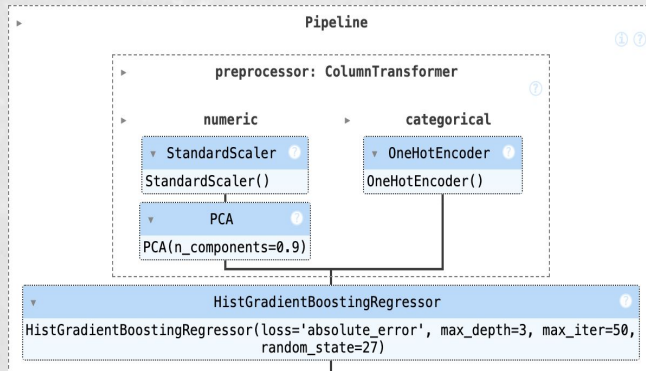 Pipeline
preprocessor: ColumnTransformer
numeric
categorical
StandardScaler
OneHotEncoder
StandardScaler()
OneHotEncoder()
PCA
PCA(n_components=0.9)
HistGradientBoostingRegressor
HistGradientBoostingRegressor(loss='absolute_error', max_depth=3, max_iter=50,
random_state=27)